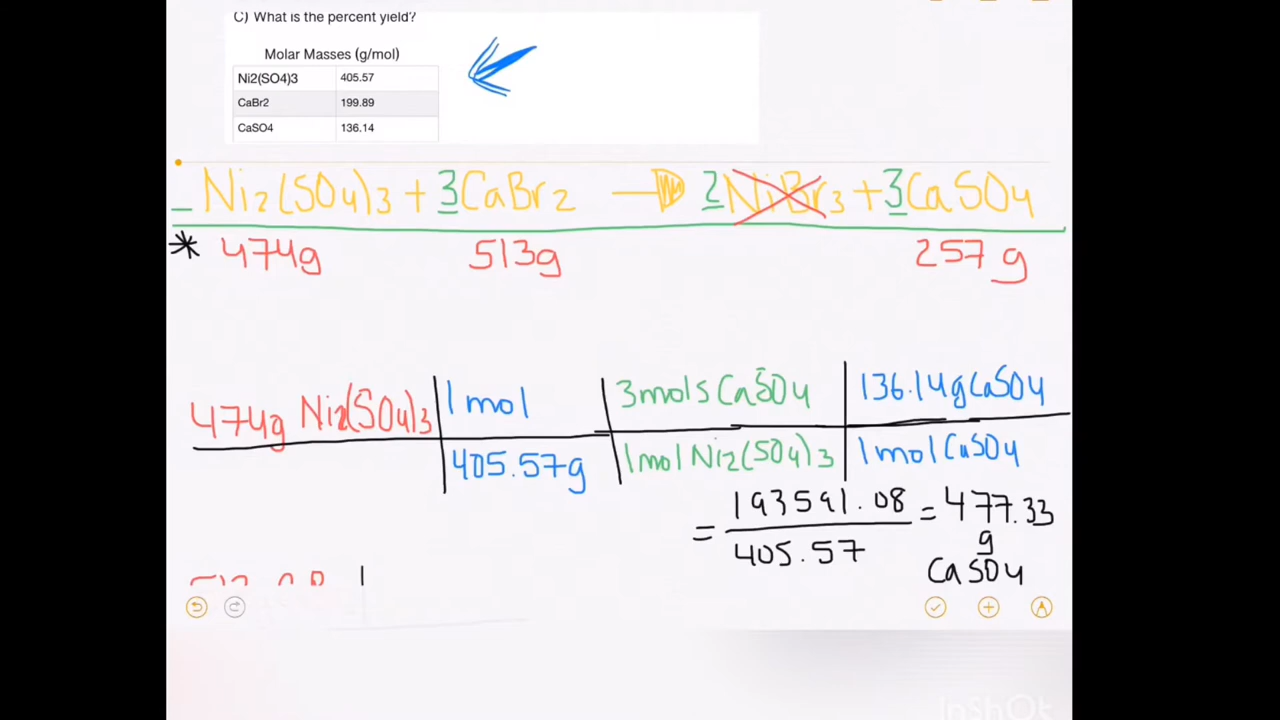 C) What is the percent yield?
Molar Masses (g/mol)
Ni2(SO4)3 405.57
CaBr2 199.89
CaSO4 136.14
_ Ni2(SO4)3 + 3CaBr2 → 2NiBr3 + 3CaSO4
* 474g 513g 257 g
474g Ni2(SO4)3 1 mol 3mols CaSO4 136.14g CaSO4
405.57g 1mol Ni2(SO4)3 1mol CaSO4
= 193591.08 = 477.33
405.57 g
CaSO4
InShOt